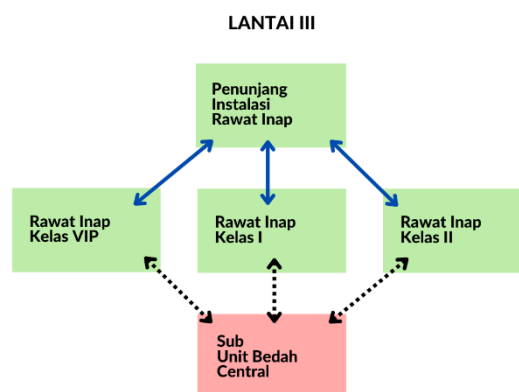 LANTAI III
Penunjang
Instalasi
Rawat Inap
Rawat Inap
Kelas VIP
Rawat Inap
Kelas I
Rawat Inap
Kelas II
Sub
Unit Bedah
Central